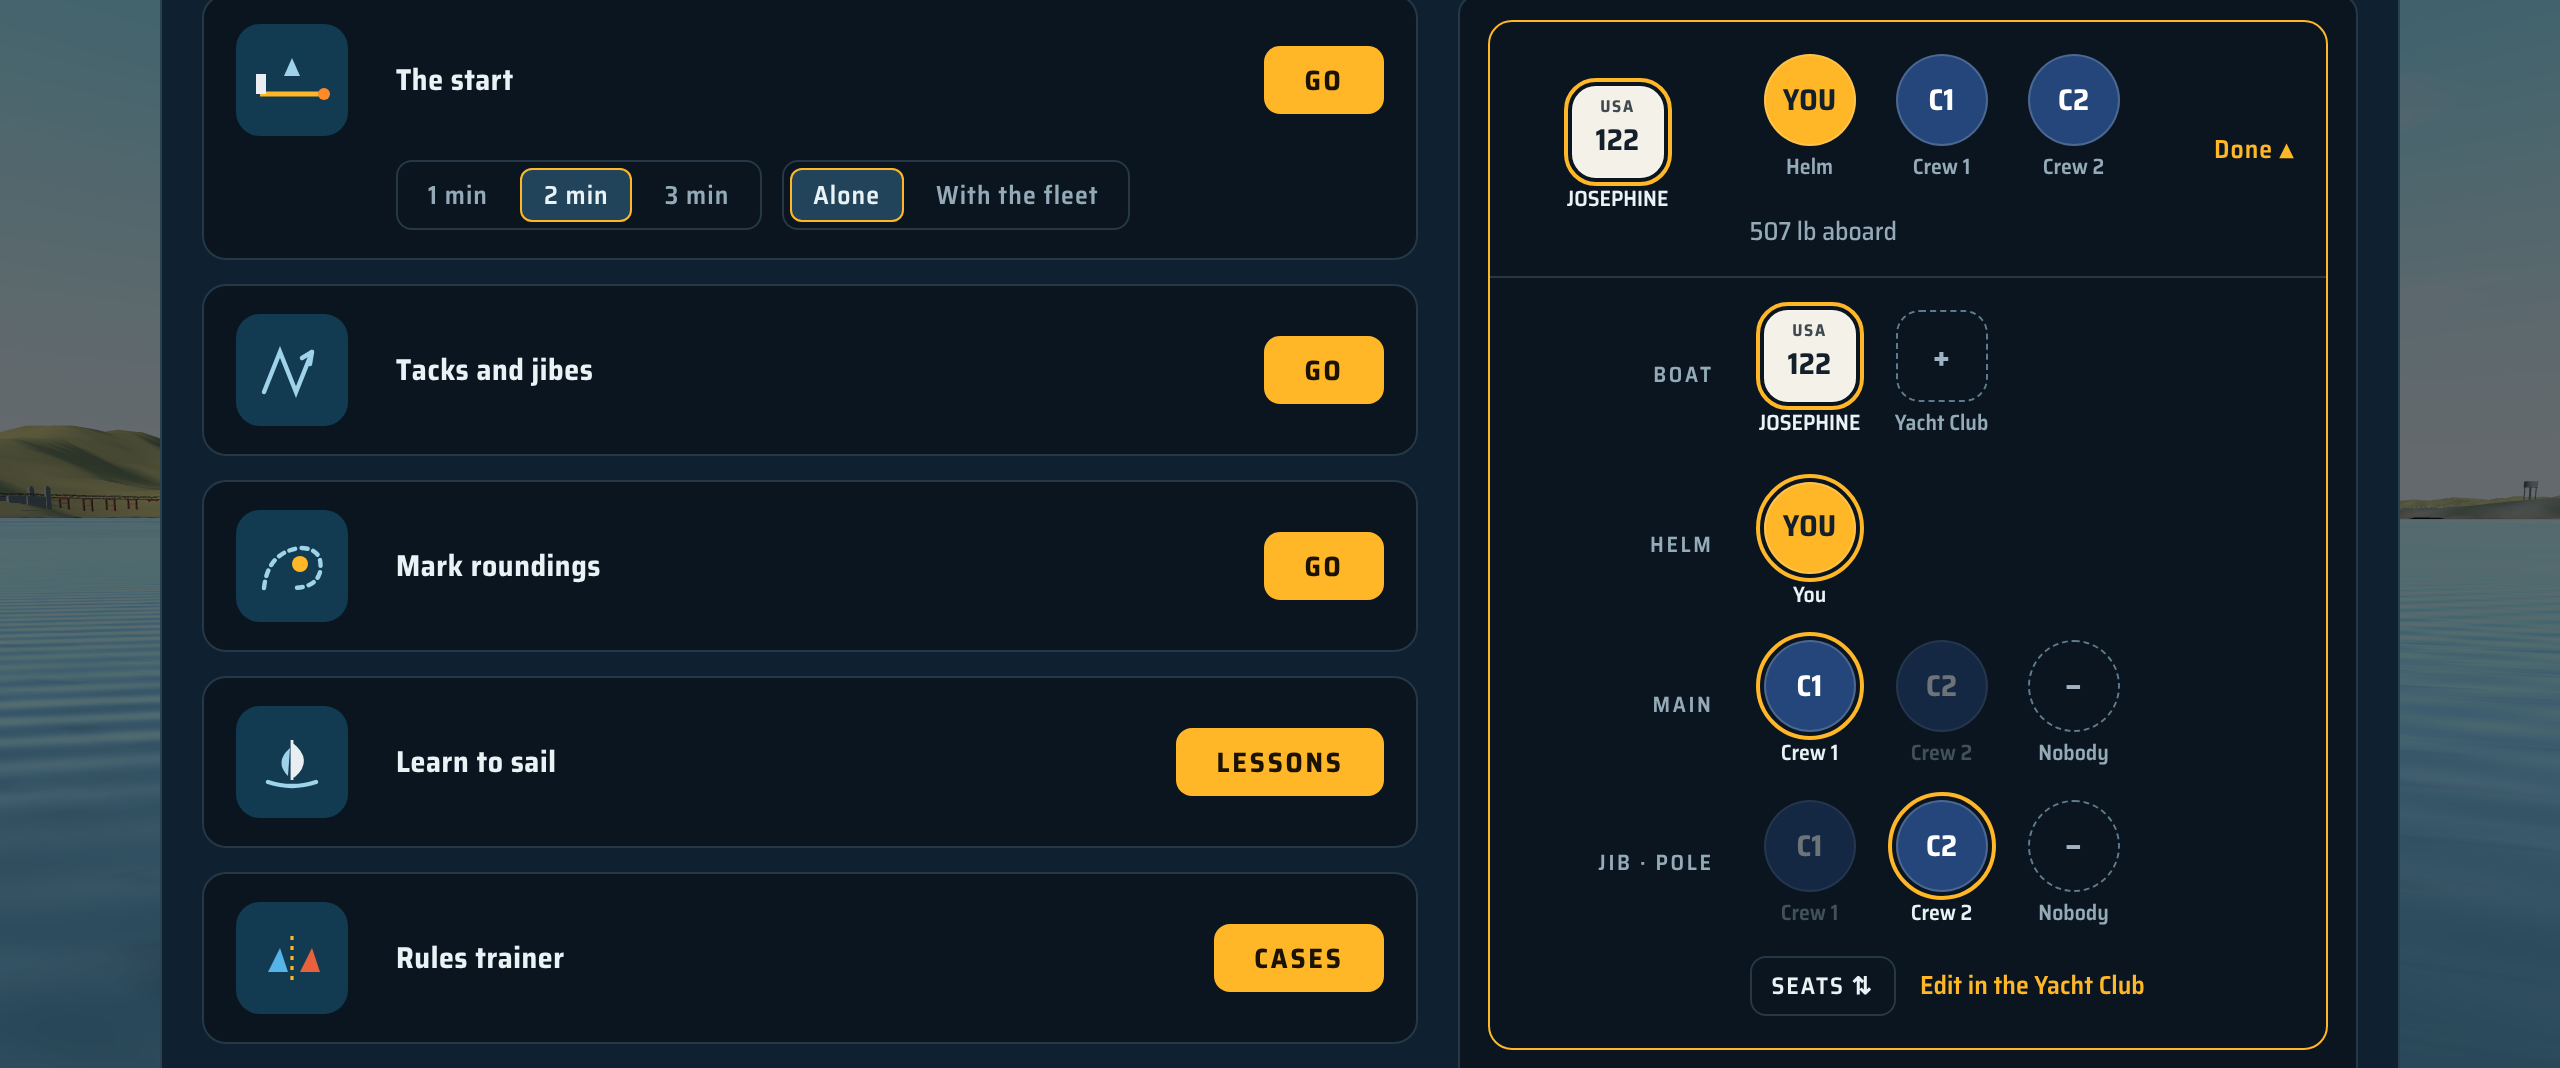 The start
GO
1 min
2 min
3 min
Alone
With the fleet
Tacks and jibes
GO
Mark roundings
GO
Learn to sail
LESSONS
Rules trainer
CASES
USA
122
JOSEPHINE
YOU
Helm
C1
Crew 1
C2
Crew 2
Done ▲
507 lb aboard
BOAT
USA
122
JOSEPHINE
+
Yacht Club
HELM
YOU
You
MAIN
C1
Crew 1
C2
Crew 2
–
Nobody
JIB · POLE
C1
Crew 1
C2
Crew 2
–
Nobody
SEATS ⇅
Edit in the Yacht Club